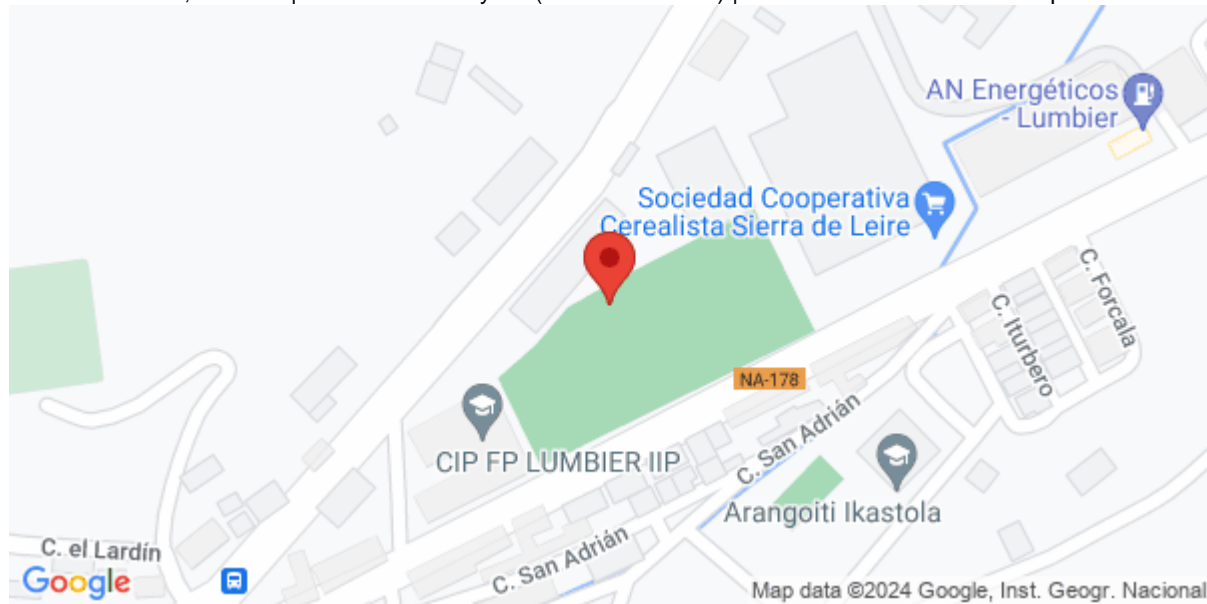 AN Energéticos
- Lumbier
Sociedad Cooperativa
Cerealista Sierra de Leire
C. Forcala
C. Iturbero
NA-178
C. San Adrián
CIP FP LUMBIER IIP
Arangoiti Ikastola
C. el Lardín
C. San Adrián
Google
Map data ©2024 Google, Inst. Geogr. Nacional